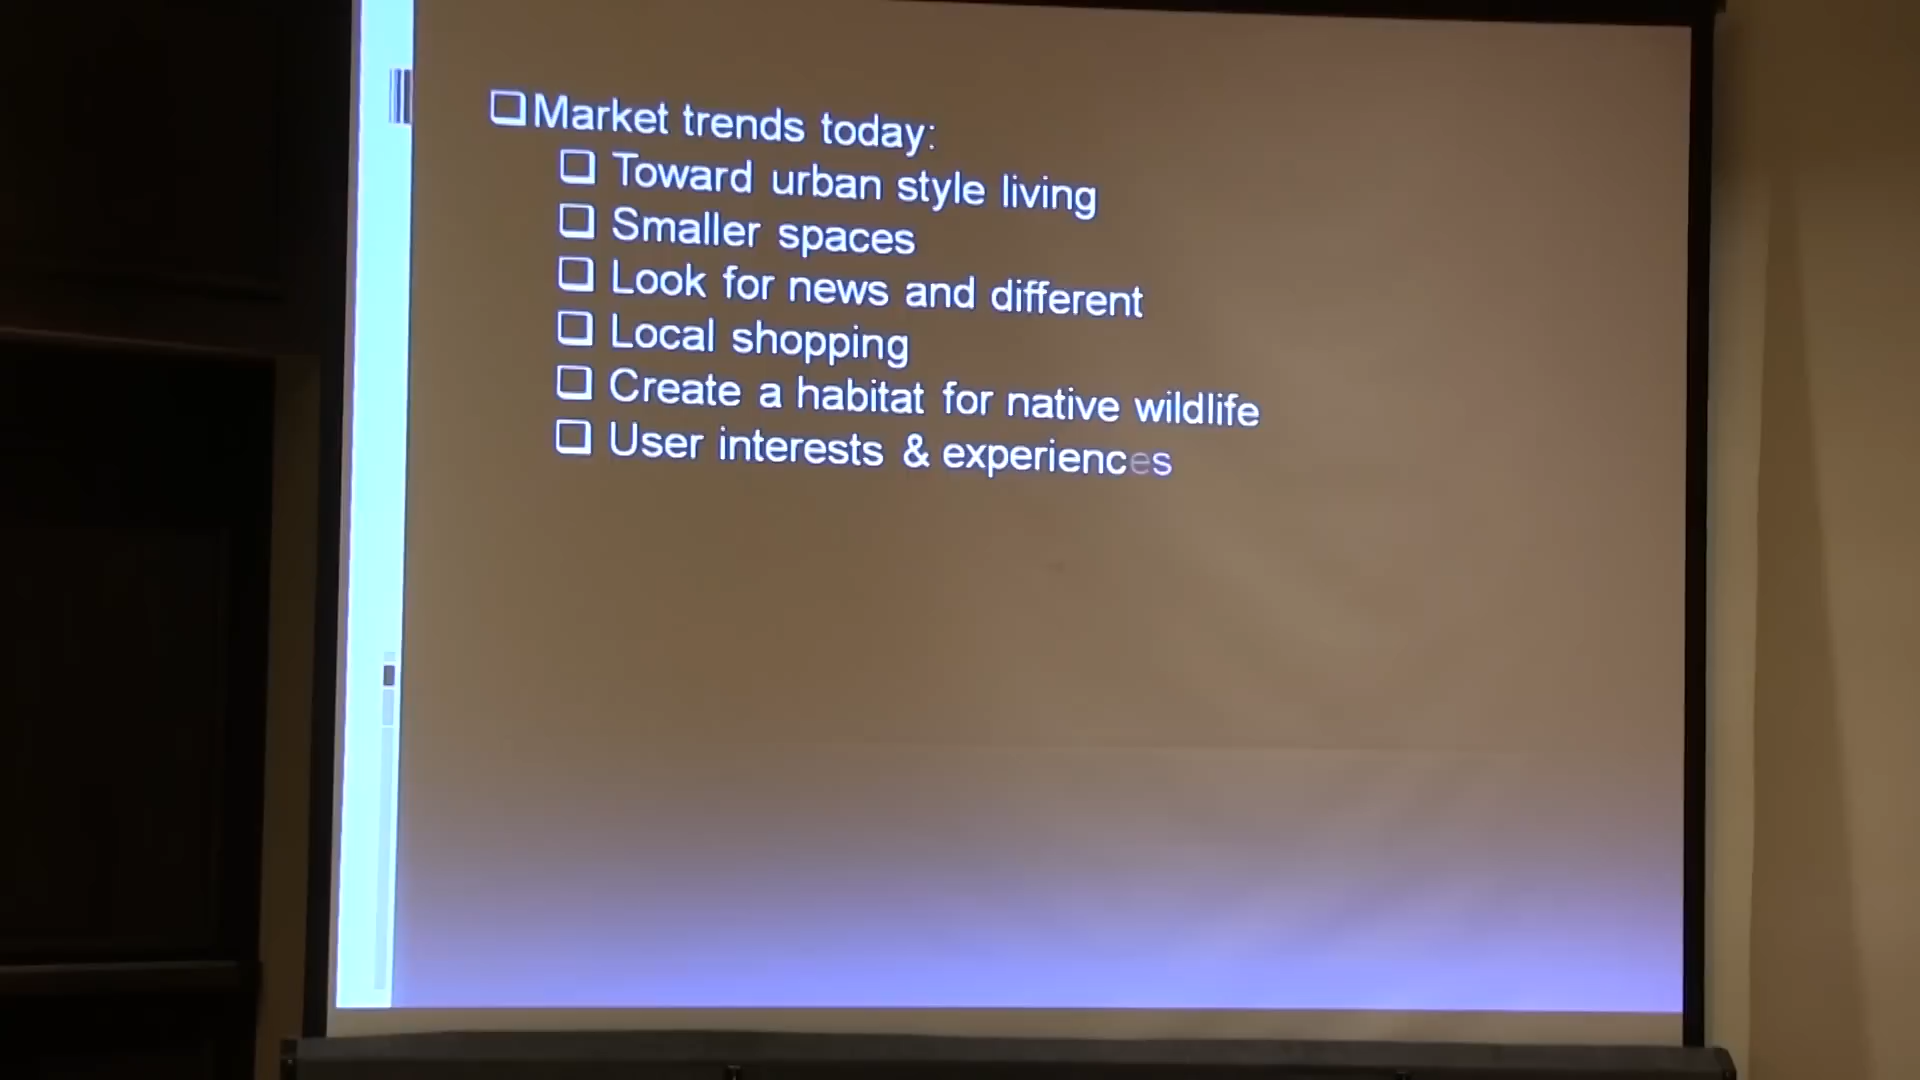 Market trends today:
Toward urban style living
Smaller spaces
Look for news and different
Local shopping
Create a habitat for native wildlife
User interests & experiences